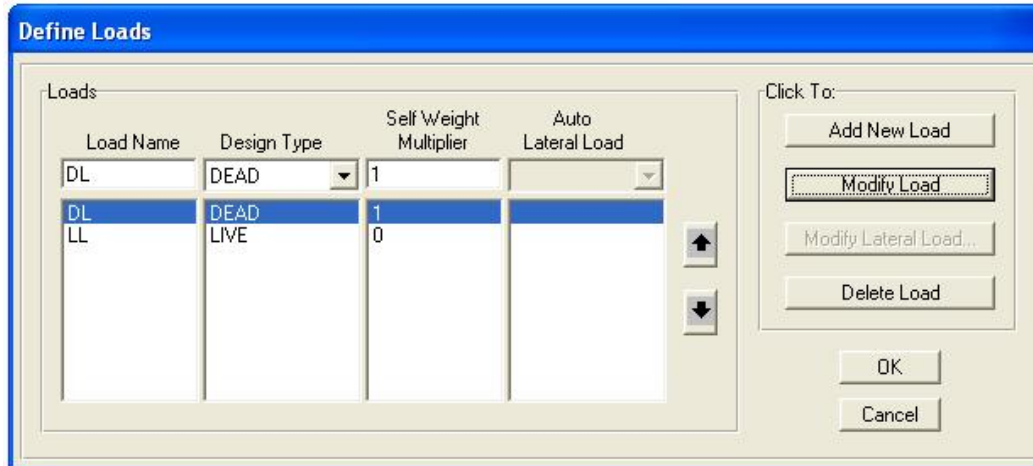 Define Loads
Loads
Click To:
Load Name Design Type Self Weight Multiplier Auto Lateral Load
DL DEAD 1
DL DEAD 1
LL LIVE 0
Add New Load
Modify Load
Modify Lateral Load...
Delete Load
OK
Cancel